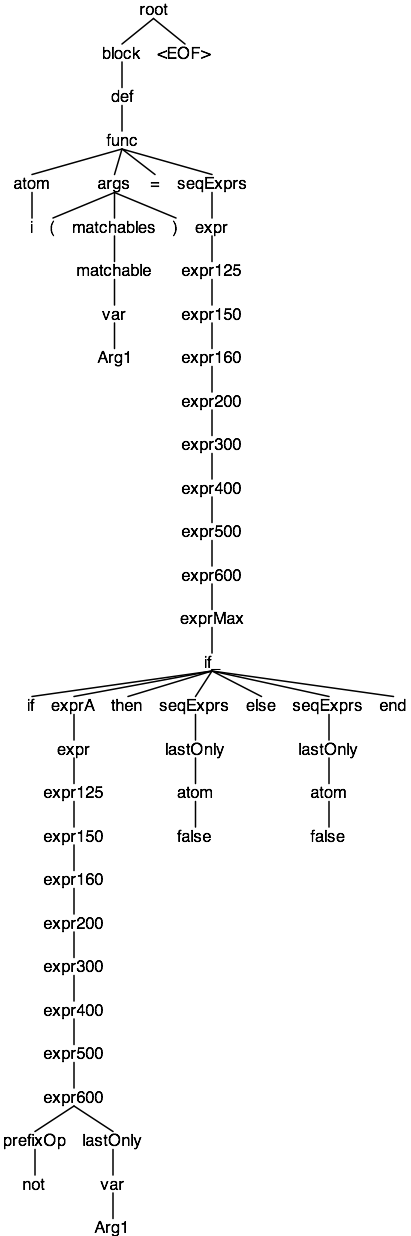 root
block <EOF>
def
func
atom args = seqExprs
i ( matchables ) expr
matchable expr125
var expr150
Arg1 expr160
expr200
expr300
expr400
expr500
expr600
exprMax
if_
if exprA then seqExprs else seqExprs end
expr lastOnly lastOnly
expr125 atom atom
expr150 false false
expr160
expr200
expr300
expr400
expr500
expr600
prefixOp lastOnly
not var
Arg1